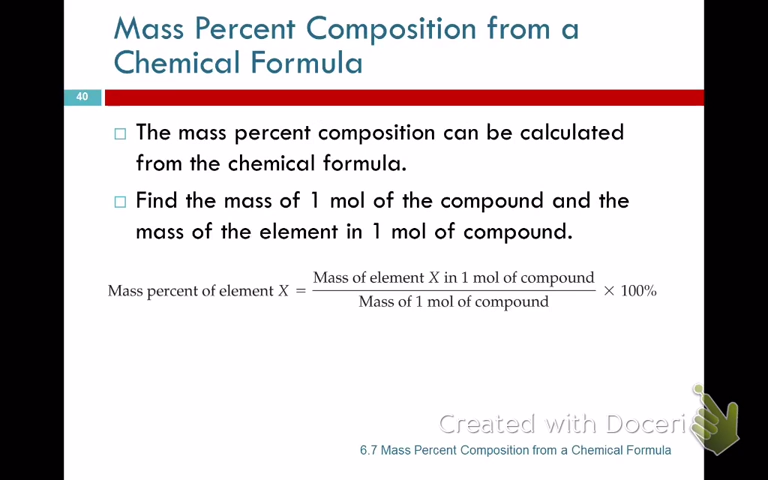 Mass Percent Composition from a
Chemical Formula
40
The mass percent composition can be calculated
from the chemical formula.
Find the mass of 1 mol of the compound and the
mass of the element in 1 mol of compound.
Mass percent of element X = Mass of element X in 1 mol of compound / Mass of 1 mol of compound × 100%
Created with Doceri
6.7 Mass Percent Composition from a Chemical Formula